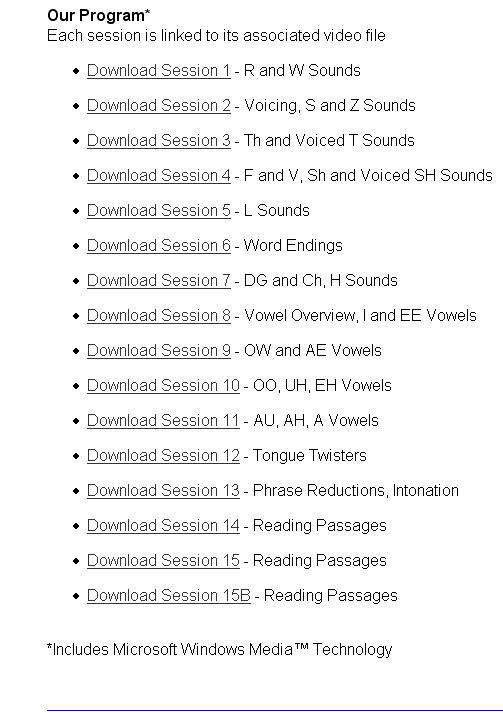 Our Program*
Each session is linked to its associated video file
Download Session 1 - R and W Sounds
Download Session 2 - Voicing, S and Z Sounds
Download Session 3 - Th and Voiced T Sounds
Download Session 4 - F and V, Sh and Voiced SH Sounds
Download Session 5 - L Sounds
Download Session 6 - Word Endings
Download Session 7 - DG and Ch, H Sounds
Download Session 8 - Vowel Overview, I and EE Vowels
Download Session 9 - OW and AE Vowels
Download Session 10 - OO, UH, EH Vowels
Download Session 11 - AU, AH, A Vowels
Download Session 12 - Tongue Twisters
Download Session 13 - Phrase Reductions, Intonation
Download Session 14 - Reading Passages
Download Session 15 - Reading Passages
Download Session 15B - Reading Passages
*Includes Microsoft Windows Media™ Technology